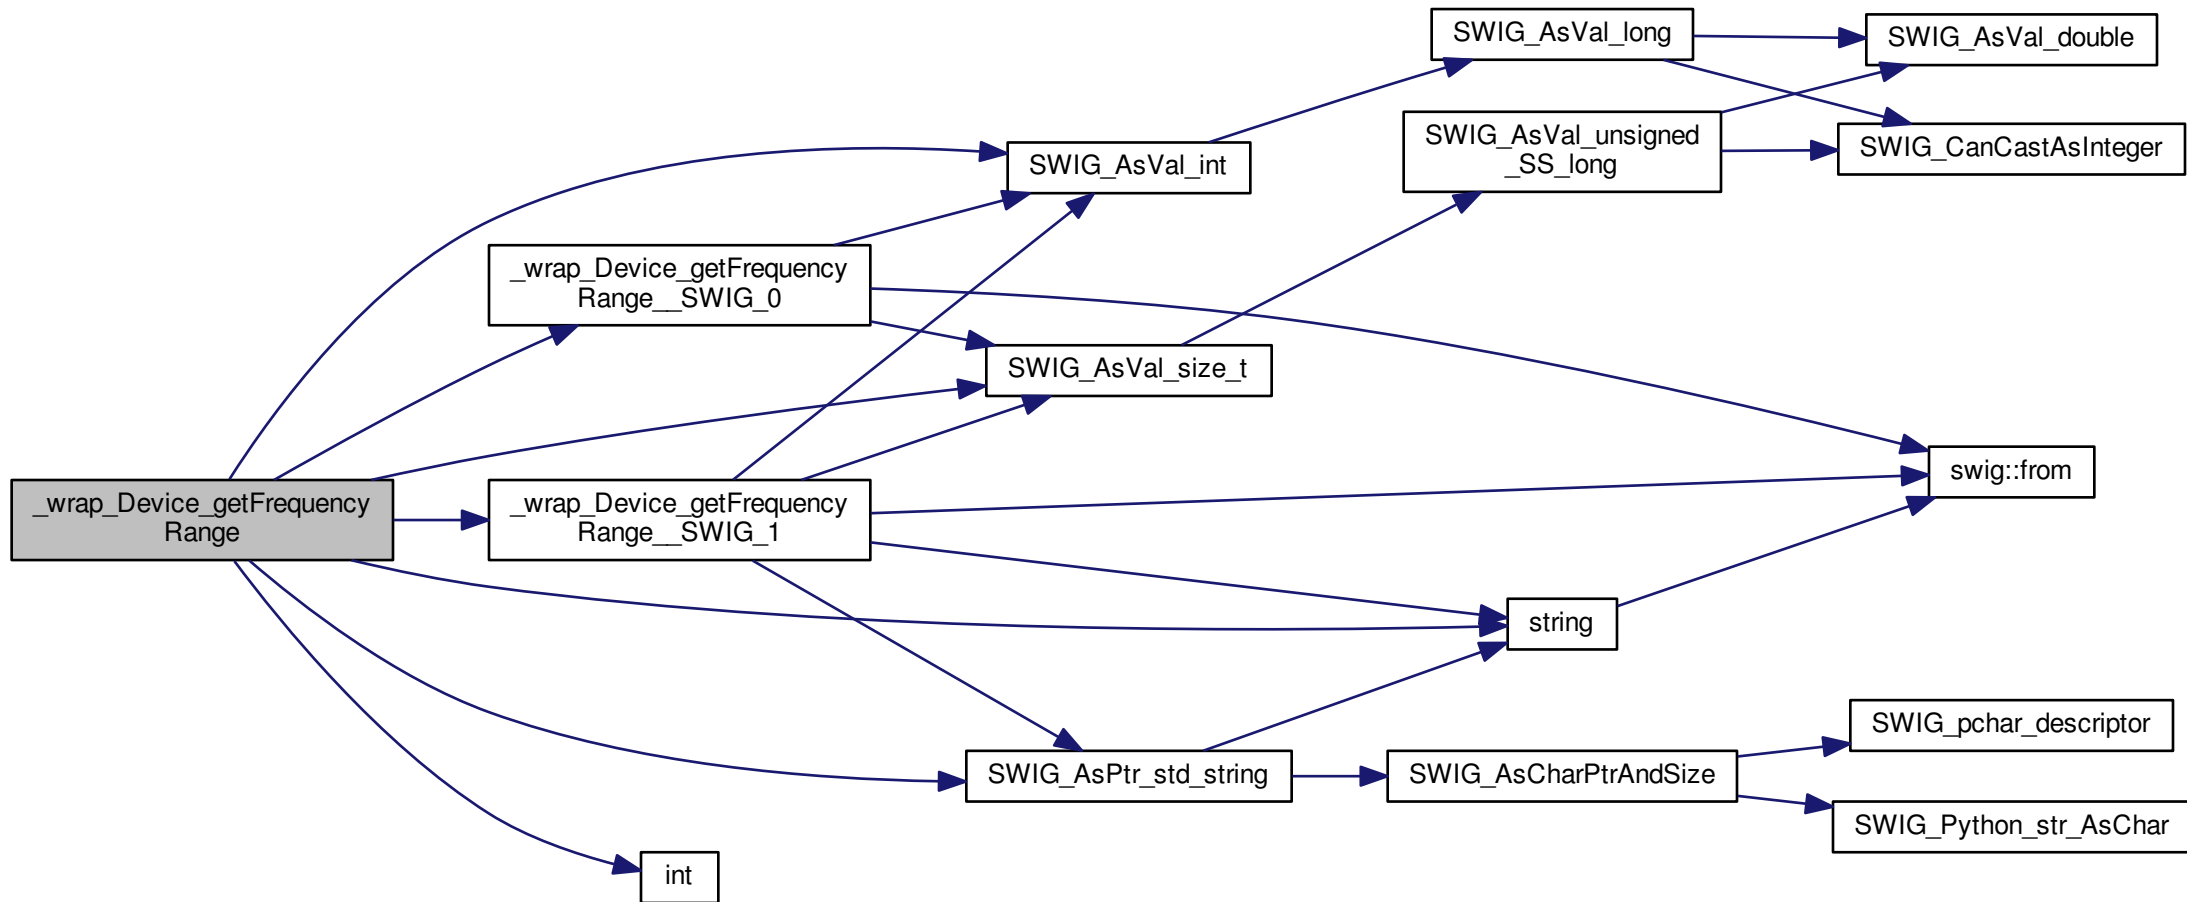 _wrap_Device_getFrequency
Range
_wrap_Device_getFrequency
Range__SWIG_0
_wrap_Device_getFrequency
Range__SWIG_1
int
SWIG_AsVal_int
SWIG_AsVal_size_t
SWIG_AsPtr_std_string
SWIG_AsVal_long
SWIG_AsVal_unsigned
_SS_long
string
SWIG_AsCharPtrAndSize
SWIG_AsVal_double
SWIG_CanCastAsInteger
swig::from
SWIG_pchar_descriptor
SWIG_Python_str_AsChar